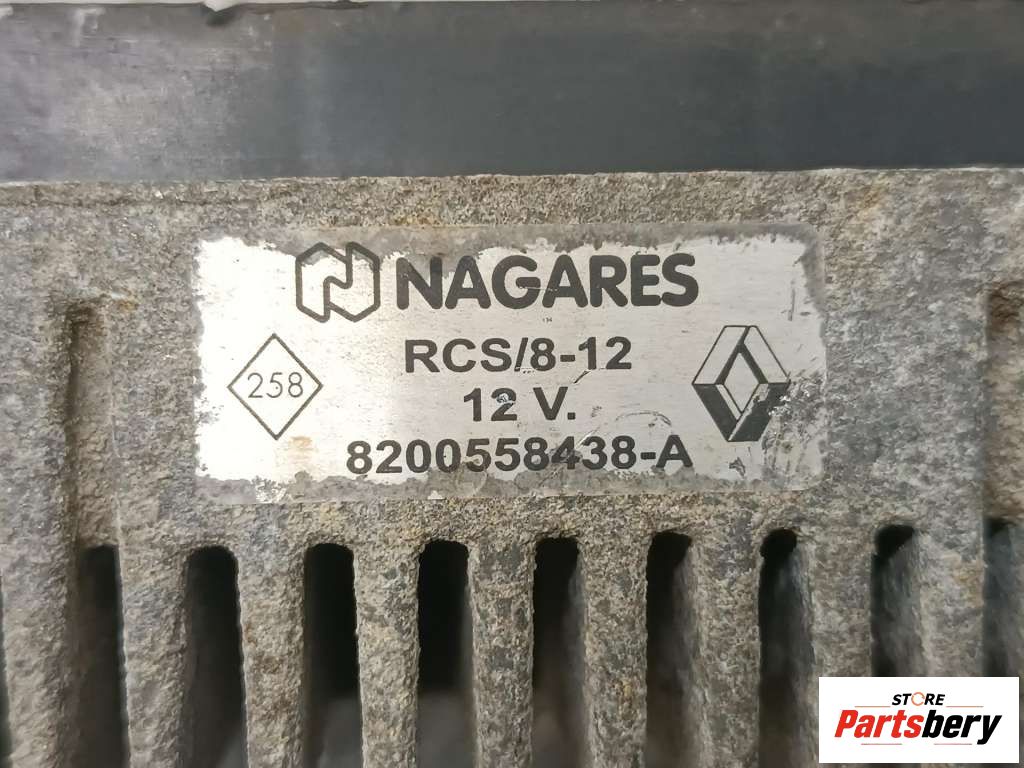 NAGARES
RCS/8-12
258
12 V.
8200558438-A
STORE
Partsbery